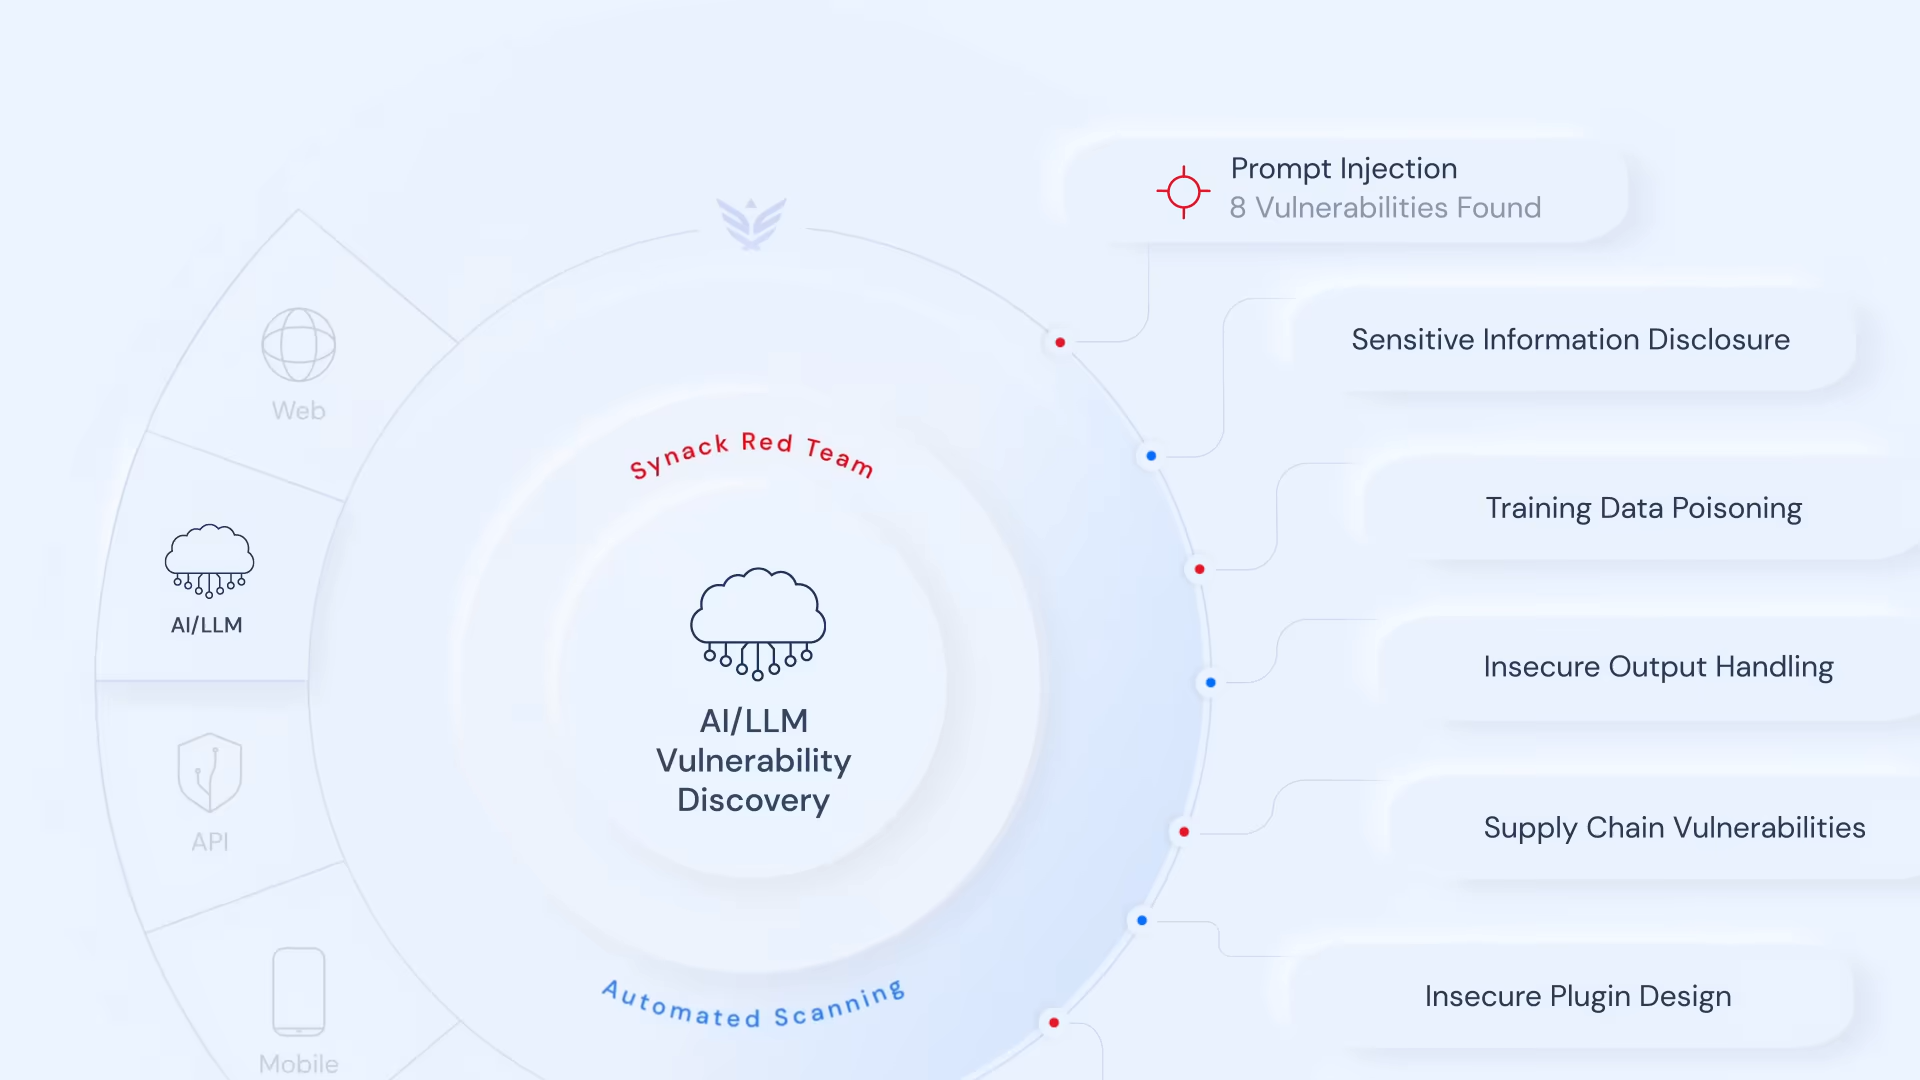 Prompt Injection
8 Vulnerabilities Found
Sensitive Information Disclosure
Training Data Poisoning
Insecure Output Handling
Supply Chain Vulnerabilities
Insecure Plugin Design
Web
AI/LLM
API
Mobile
Synack Red Team
AI/LLM
Vulnerability
Discovery
Automated Scanning